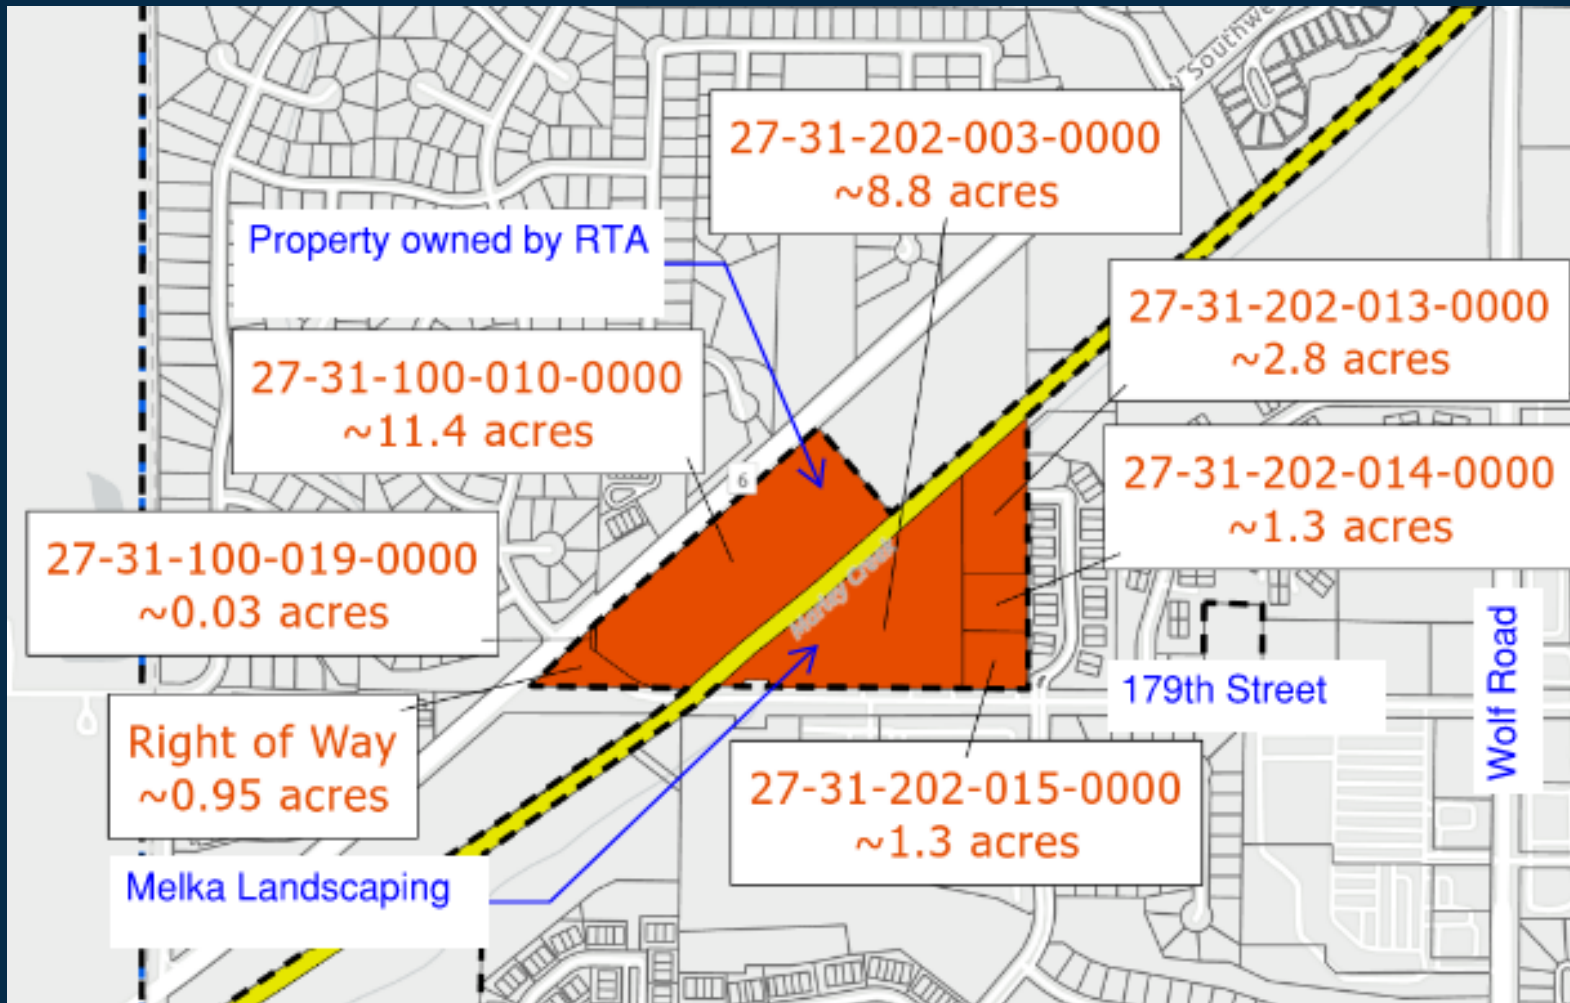 Southwe
27-31-202-003-0000
~8.8 acres
Property owned by RTA
27-31-202-013-0000
~2.8 acres
27-31-100-010-0000
~11.4 acres
27-31-202-014-0000
~1.3 acres
6
27-31-100-019-0000
~0.03 acres
Marley Creek
179th Street
Wolf Road
Right of Way
~0.95 acres
27-31-202-015-0000
~1.3 acres
Melka Landscaping